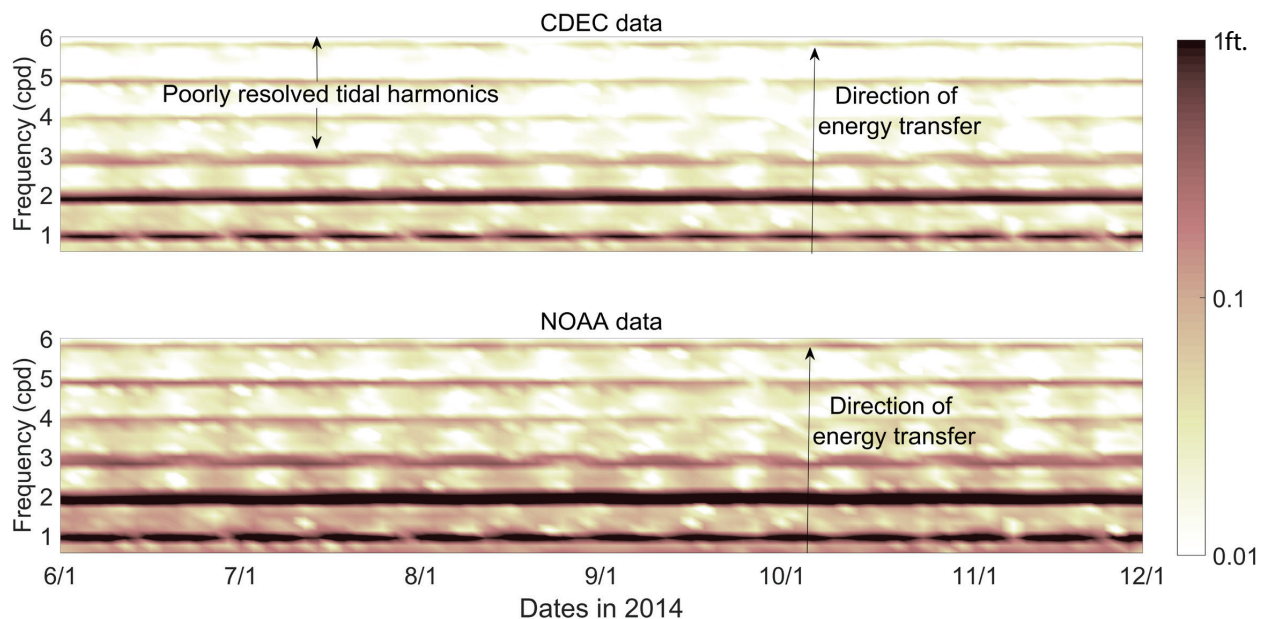 CDEC data
6
5
4
3
2
1
Frequency (cpd)
Poorly resolved tidal harmonics
Direction of
energy transfer
NOAA data
6
5
4
3
2
1
Frequency (cpd)
Direction of
energy transfer
6/1
7/1
8/1
9/1
10/1
11/1
12/1
Dates in 2014
1ft.
0.1
0.01